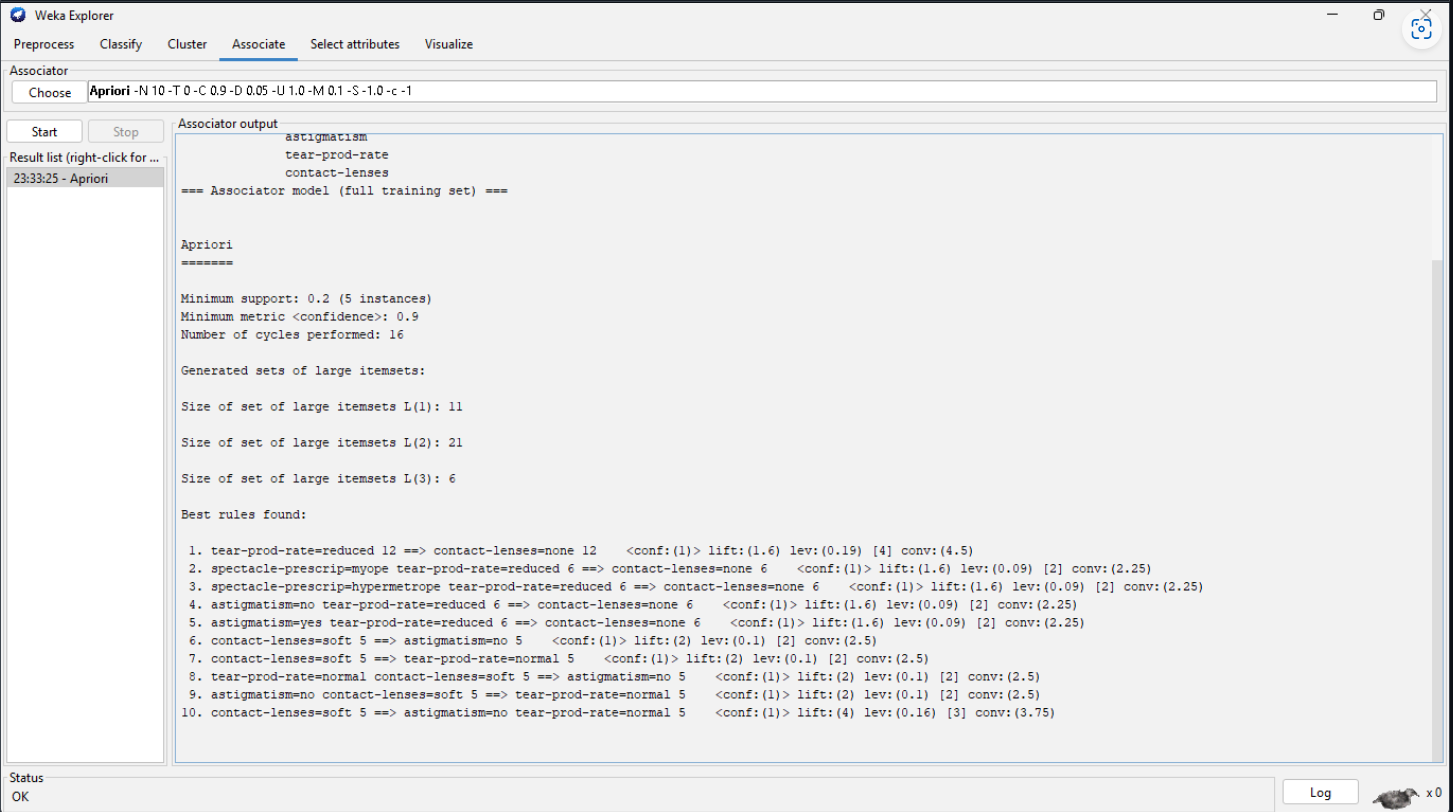 Weka Explorer
Preprocess Classify Cluster Associate Select attributes Visualize
Associator
Choose Apriori -N 10 -T 0 -C 0.9 -D 0.05 -U 1.0 -M 0.1 -S -1.0 -c -1
Start Stop
Result list (right-click for ...
23:33:25 - Apriori
Associator output
astigmatism
tear-prod-rate
contact-lenses
=== Associator model (full training set) ===
Apriori
=======
Minimum support: 0.2 (5 instances)
Minimum metric <confidence>: 0.9
Number of cycles performed: 16
Generated sets of large itemsets:
Size of set of large itemsets L(1): 11
Size of set of large itemsets L(2): 21
Size of set of large itemsets L(3): 6
Best rules found:
1. tear-prod-rate=reduced 12 ==> contact-lenses=none 12 <conf:(1)> lift:(1.6) lev:(0.19) [4] conv:(4.5)
2. spectacle-prescrip=myope tear-prod-rate=reduced 6 ==> contact-lenses=none 6 <conf:(1)> lift:(1.6) lev:(0.09) [2] conv:(2.25)
3. spectacle-prescrip=hypermetrope tear-prod-rate=reduced 6 ==> contact-lenses=none 6 <conf:(1)> lift:(1.6) lev:(0.09) [2] conv:(2.25)
4. astigmatism=no tear-prod-rate=reduced 6 ==> contact-lenses=none 6 <conf:(1)> lift:(1.6) lev:(0.09) [2] conv:(2.25)
5. astigmatism=yes tear-prod-rate=reduced 6 ==> contact-lenses=none 6 <conf:(1)> lift:(1.6) lev:(0.09) [2] conv:(2.25)
6. contact-lenses=soft 5 ==> astigmatism=no 5 <conf:(1)> lift:(2) lev:(0.1) [2] conv:(2.5)
7. contact-lenses=soft 5 ==> tear-prod-rate=normal 5 <conf:(1)> lift:(2) lev:(0.1) [2] conv:(2.5)
8. tear-prod-rate=normal contact-lenses=soft 5 ==> astigmatism=no 5 <conf:(1)> lift:(2) lev:(0.1) [2] conv:(2.5)
9. astigmatism=no contact-lenses=soft 5 ==> tear-prod-rate=normal 5 <conf:(1)> lift:(2) lev:(0.1) [2] conv:(2.5)
10. contact-lenses=soft 5 ==> astigmatism=no tear-prod-rate=normal 5 <conf:(1)> lift:(4) lev:(0.16) [3] conv:(3.75)
Status
OK
Log x 0